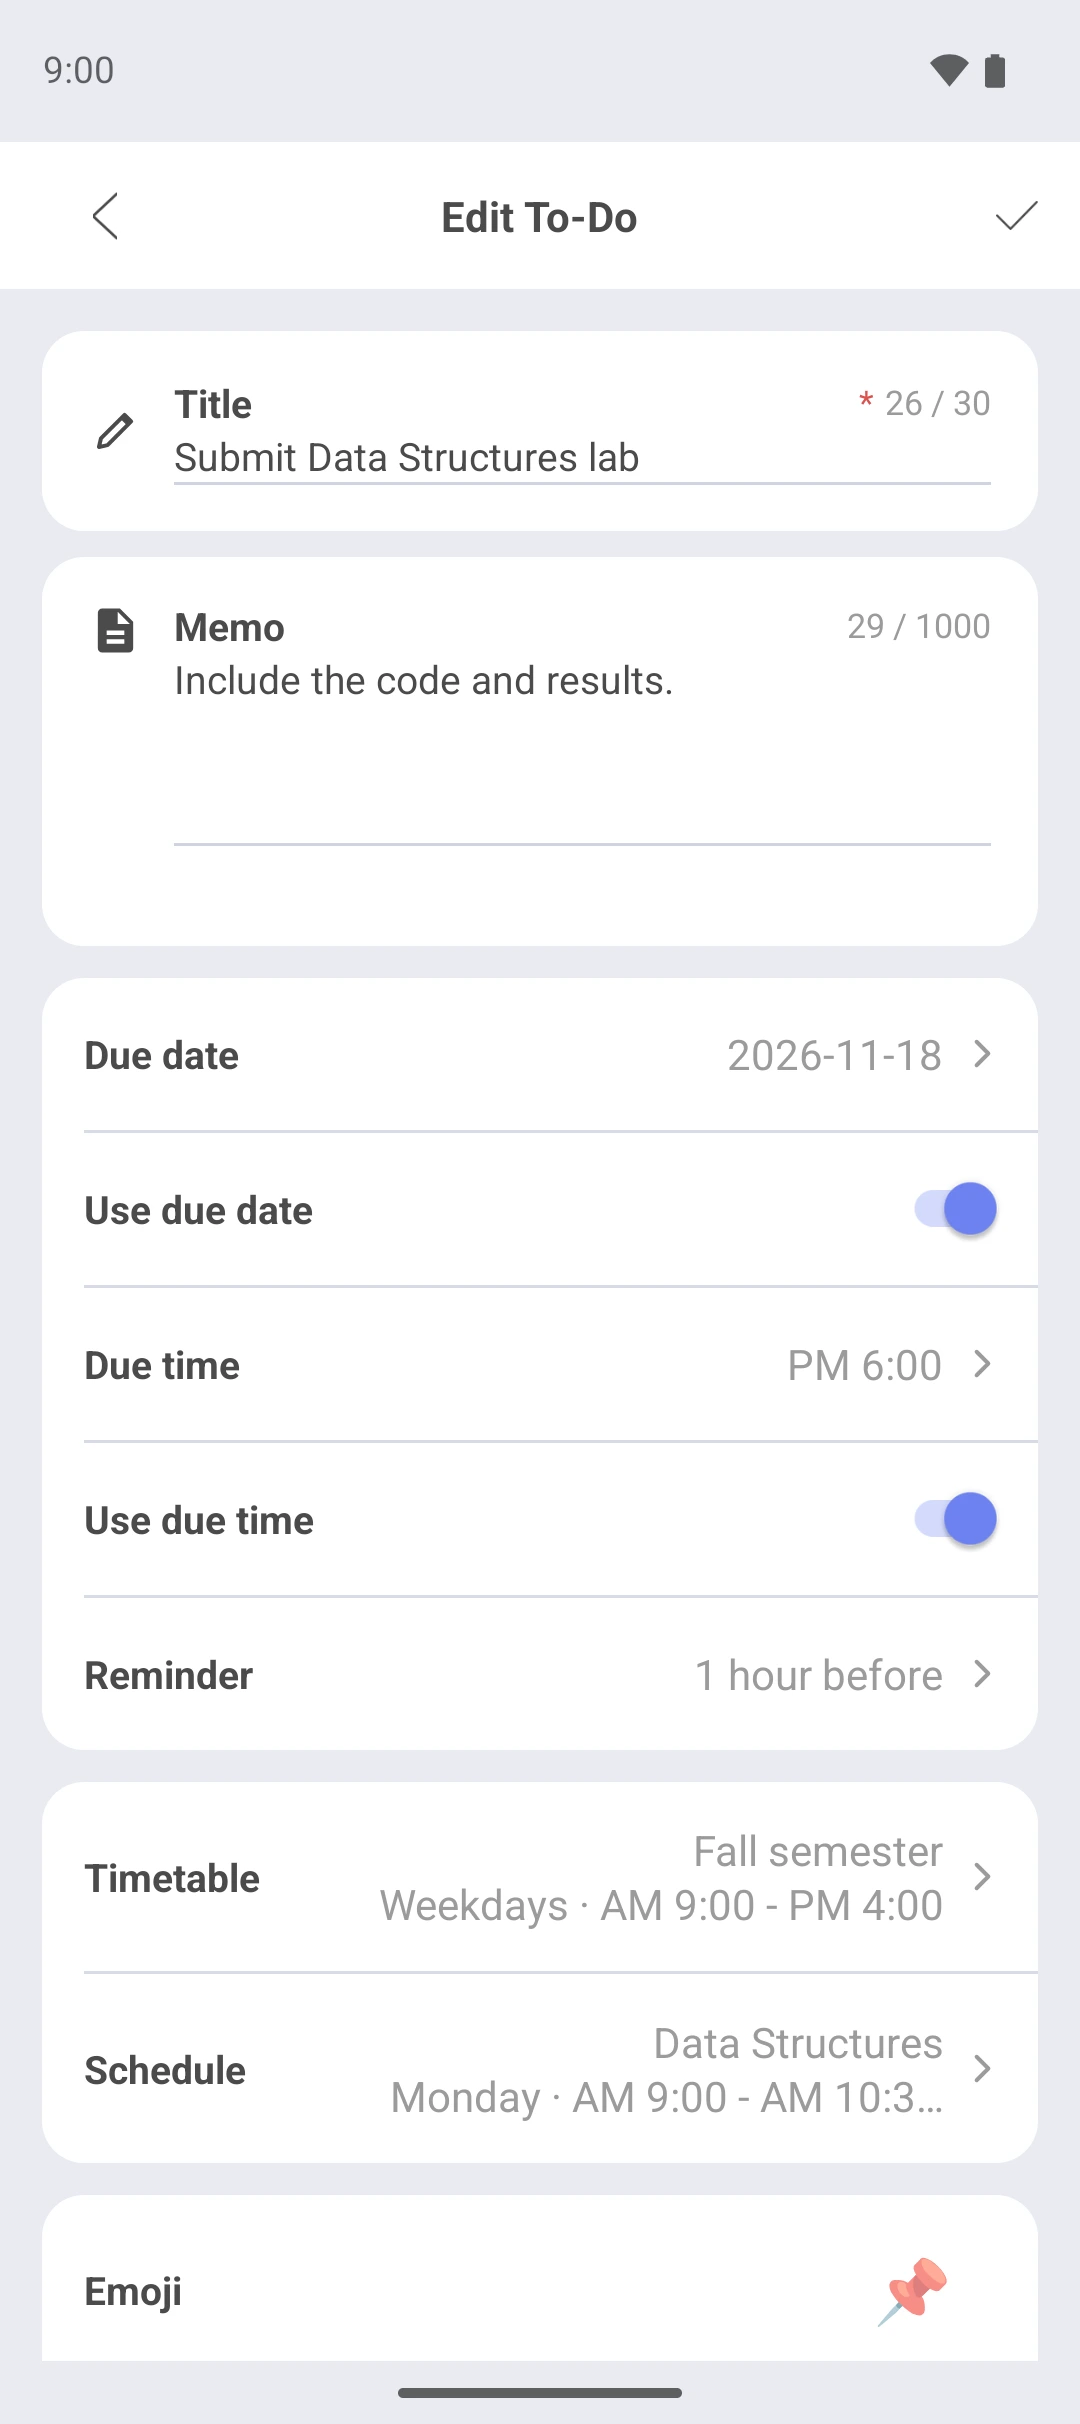 9:00
Edit To-Do
Title
* 26 / 30
Submit Data Structures lab
Memo
29 / 1000
Include the code and results.
Due date
2026-11-18
Use due date
Due time
PM 6:00
Use due time
Reminder
1 hour before
Timetable
Fall semester
Weekdays · AM 9:00 - PM 4:00
Schedule
Data Structures
Monday · AM 9:00 - AM 10:3...
Emoji